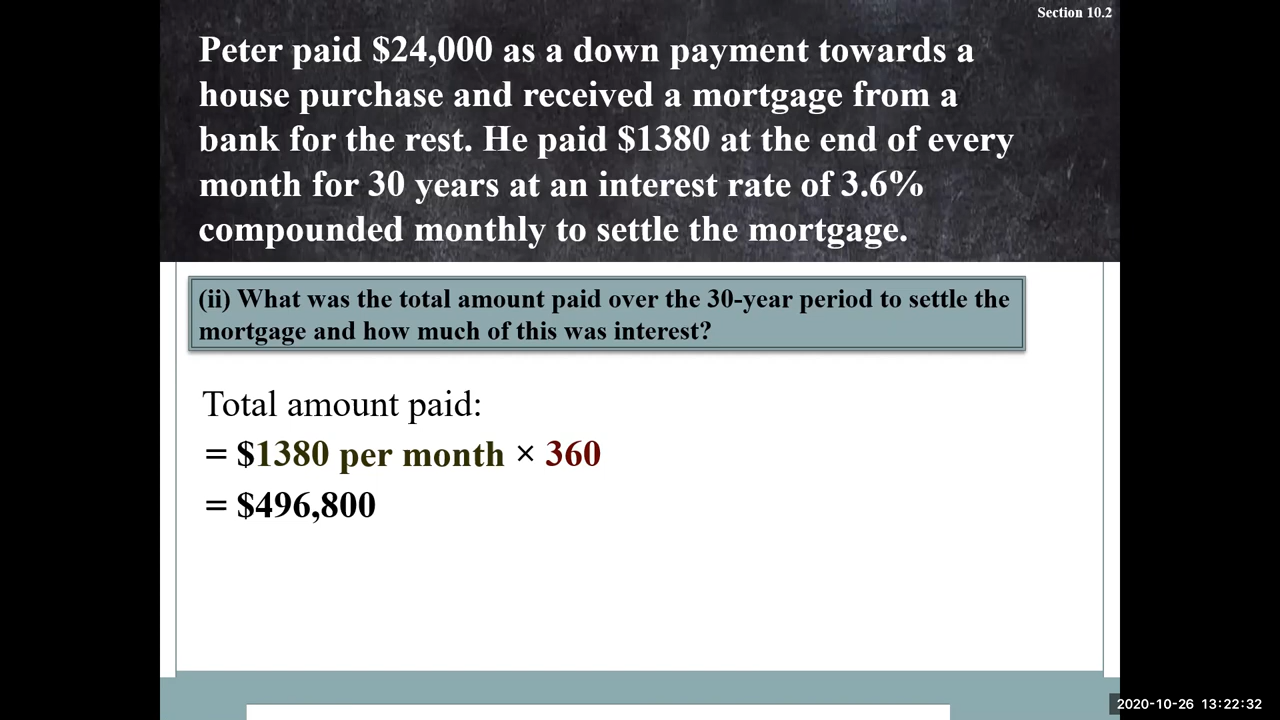 Section 10.2
Peter paid $24,000 as a down payment towards a
house purchase and received a mortgage from a
bank for the rest. He paid $1380 at the end of every
month for 30 years at an interest rate of 3.6%
compounded monthly to settle the mortgage.
(ii) What was the total amount paid over the 30-year period to settle the
mortgage and how much of this was interest?
Total amount paid:
= $1380 per month × 360
= $496,800
2020-10-26 13:22:32